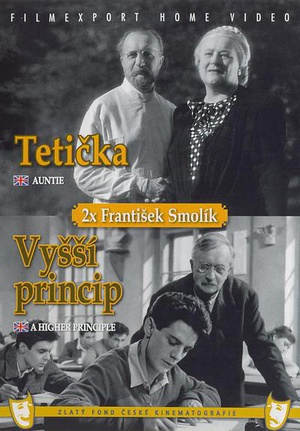 FILMEXPORT HOME VIDEO
Tetička
AUNTIE
2x František Smolík
Vyšší
princip
A HIGHER PRINCIPLE
ZLATÝ FOND ČESKÉ KINEMATOGRAFIE